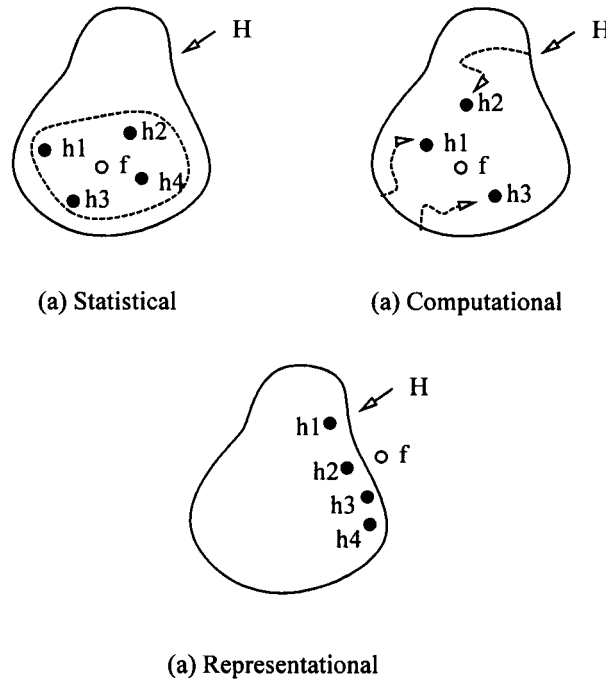 H
h2
h1
f
h4
h3
(a) Statistical
H
h2
h1
f
h3
(a) Computational
H
h1
f
h2
h3
h4
(a) Representational